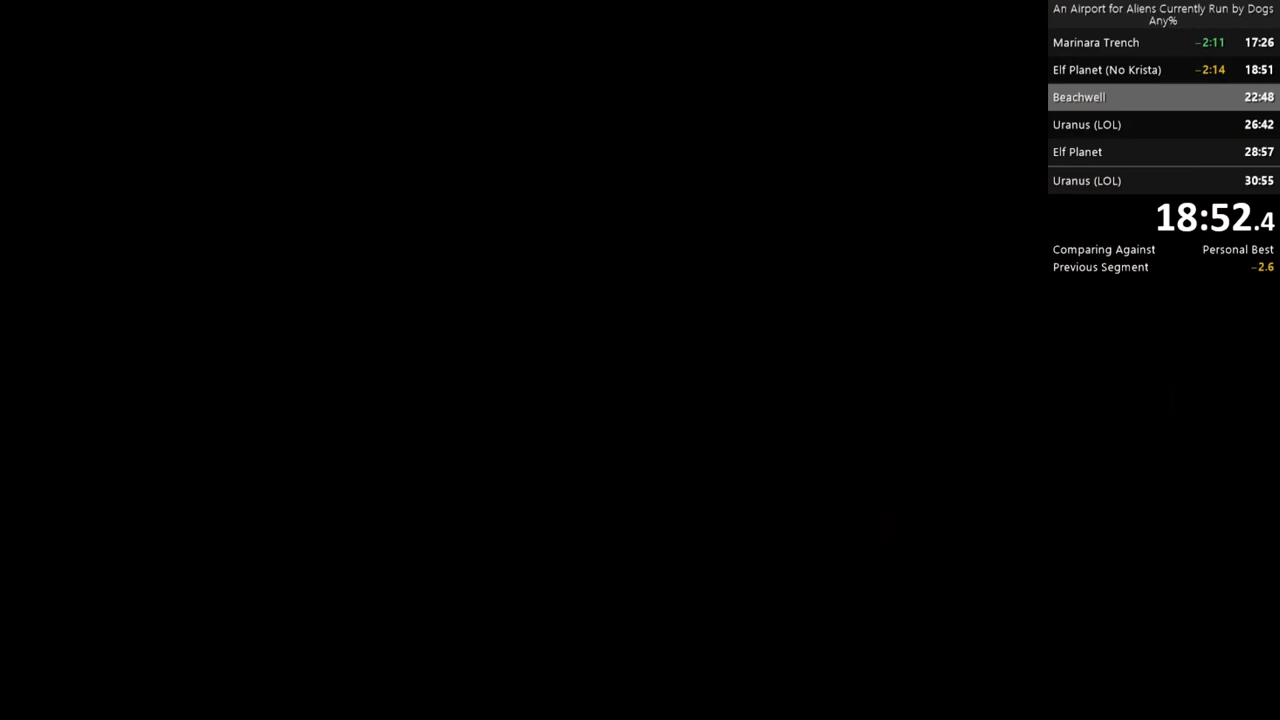 An Airport for Aliens Currently Run by Dogs
Any%
Marinara Trench −2:11 17:26
Elf Planet (No Krista) −2:14 18:51
Beachwell 22:48
Uranus (LOL) 26:42
Elf Planet 28:57
Uranus (LOL) 30:55
18:52.4
Comparing Against Personal Best
Previous Segment −2.6